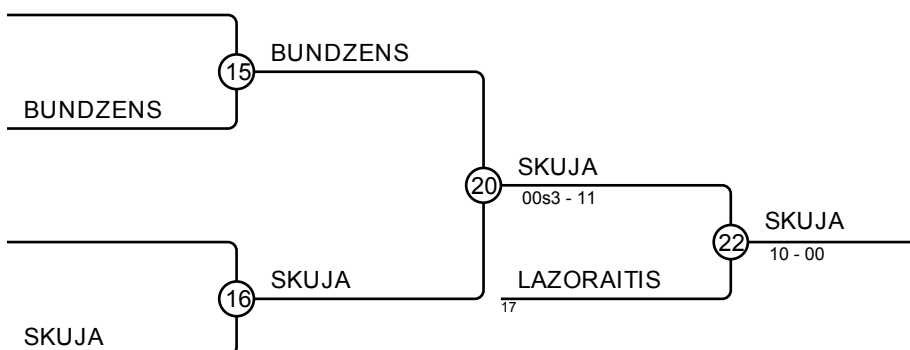 BUNDZENS
15
BUNDZENS
SKUJA
20
00s3 - 11
SKUJA
22
10 - 00
SKUJA
16
LAZORAITIS
17
SKUJA